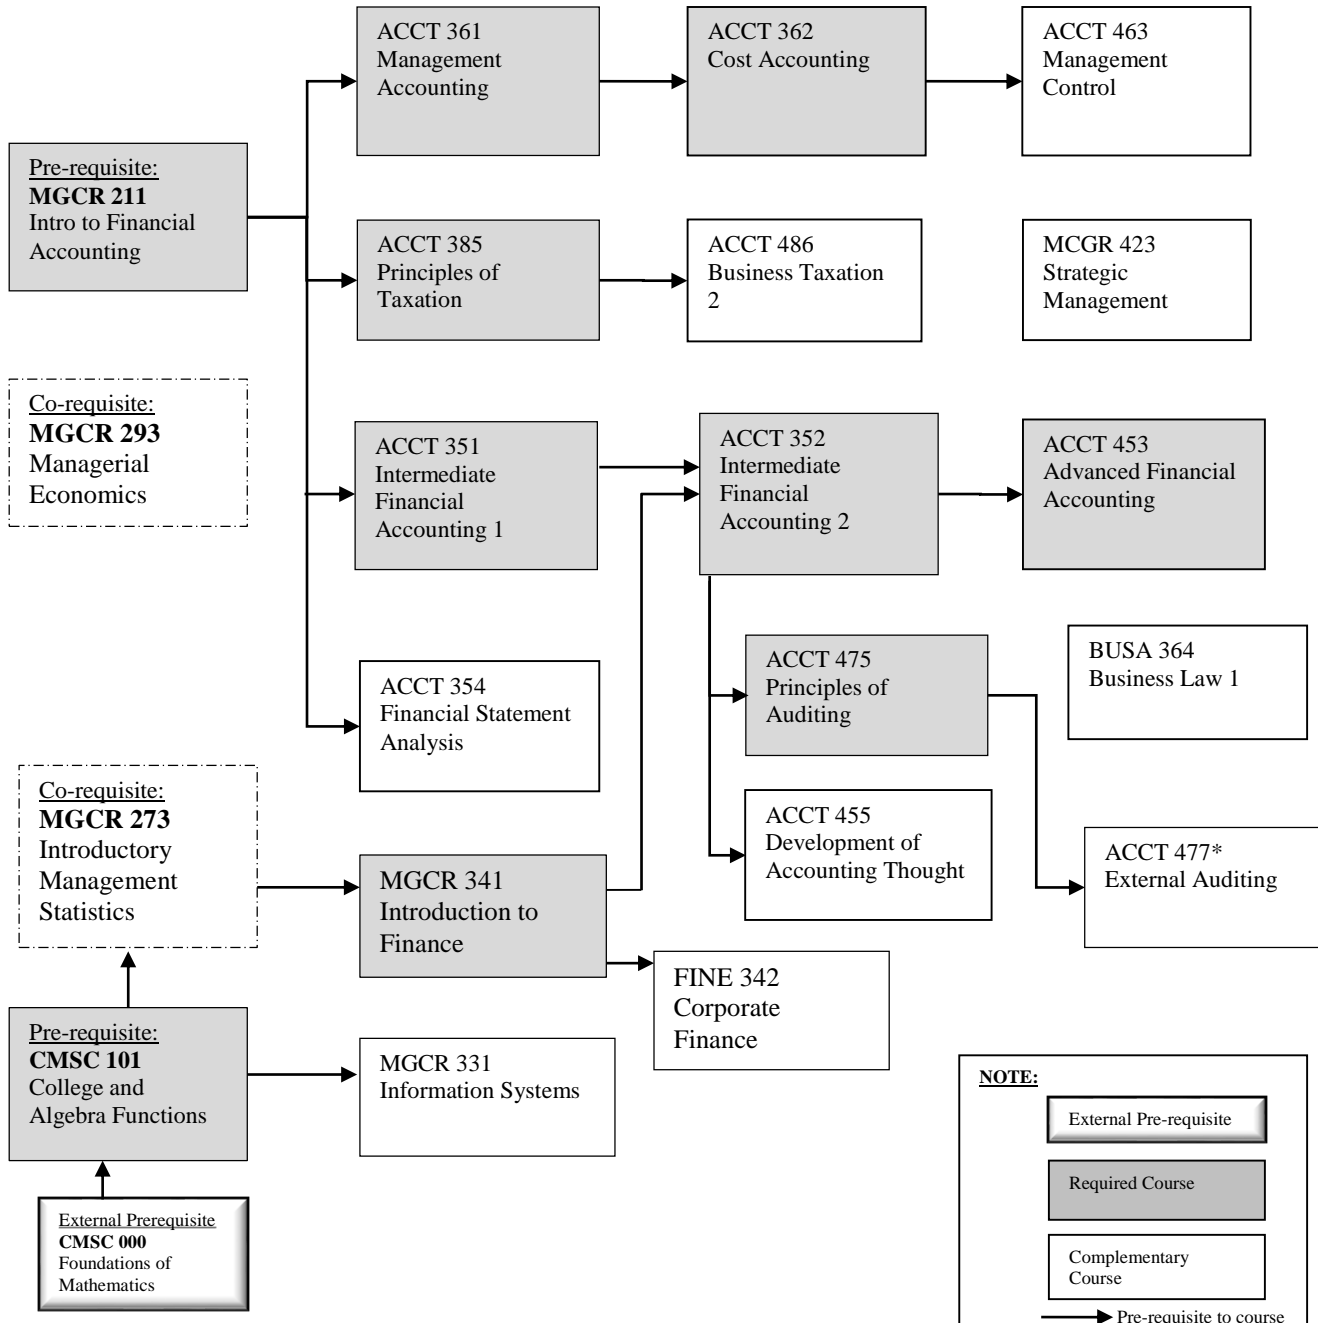 ACCT 361
Management
Accounting
ACCT 362
Cost Accounting
ACCT 463
Management
Control
Pre-requisite:
MGCR 211
Intro to Financial
Accounting
ACCT 385
Principles of
Taxation
ACCT 486
Business Taxation
2
MCGR 423
Strategic
Management
Co-requisite:
MGCR 293
Managerial
Economics
ACCT 351
Intermediate
Financial
Accounting 1
ACCT 352
Intermediate
Financial
Accounting 2
ACCT 453
Advanced Financial
Accounting
ACCT 354
Financial Statement
Analysis
ACCT 475
Principles of
Auditing
BUSA 364
Business Law 1
Co-requisite:
MGCR 273
Introductory
Management
Statistics
MGCR 341
Introduction to
Finance
ACCT 455
Development of
Accounting Thought
ACCT 477*
External Auditing
FINE 342
Corporate
Finance
Pre-requisite:
CMSC 101
College and
Algebra Functions
MGCR 331
Information Systems
External Prerequisite
CMSC 000
Foundations of
Mathematics
NOTE:
External Pre-requisite
Required Course
Complementary
Course
Pre-requisite to course